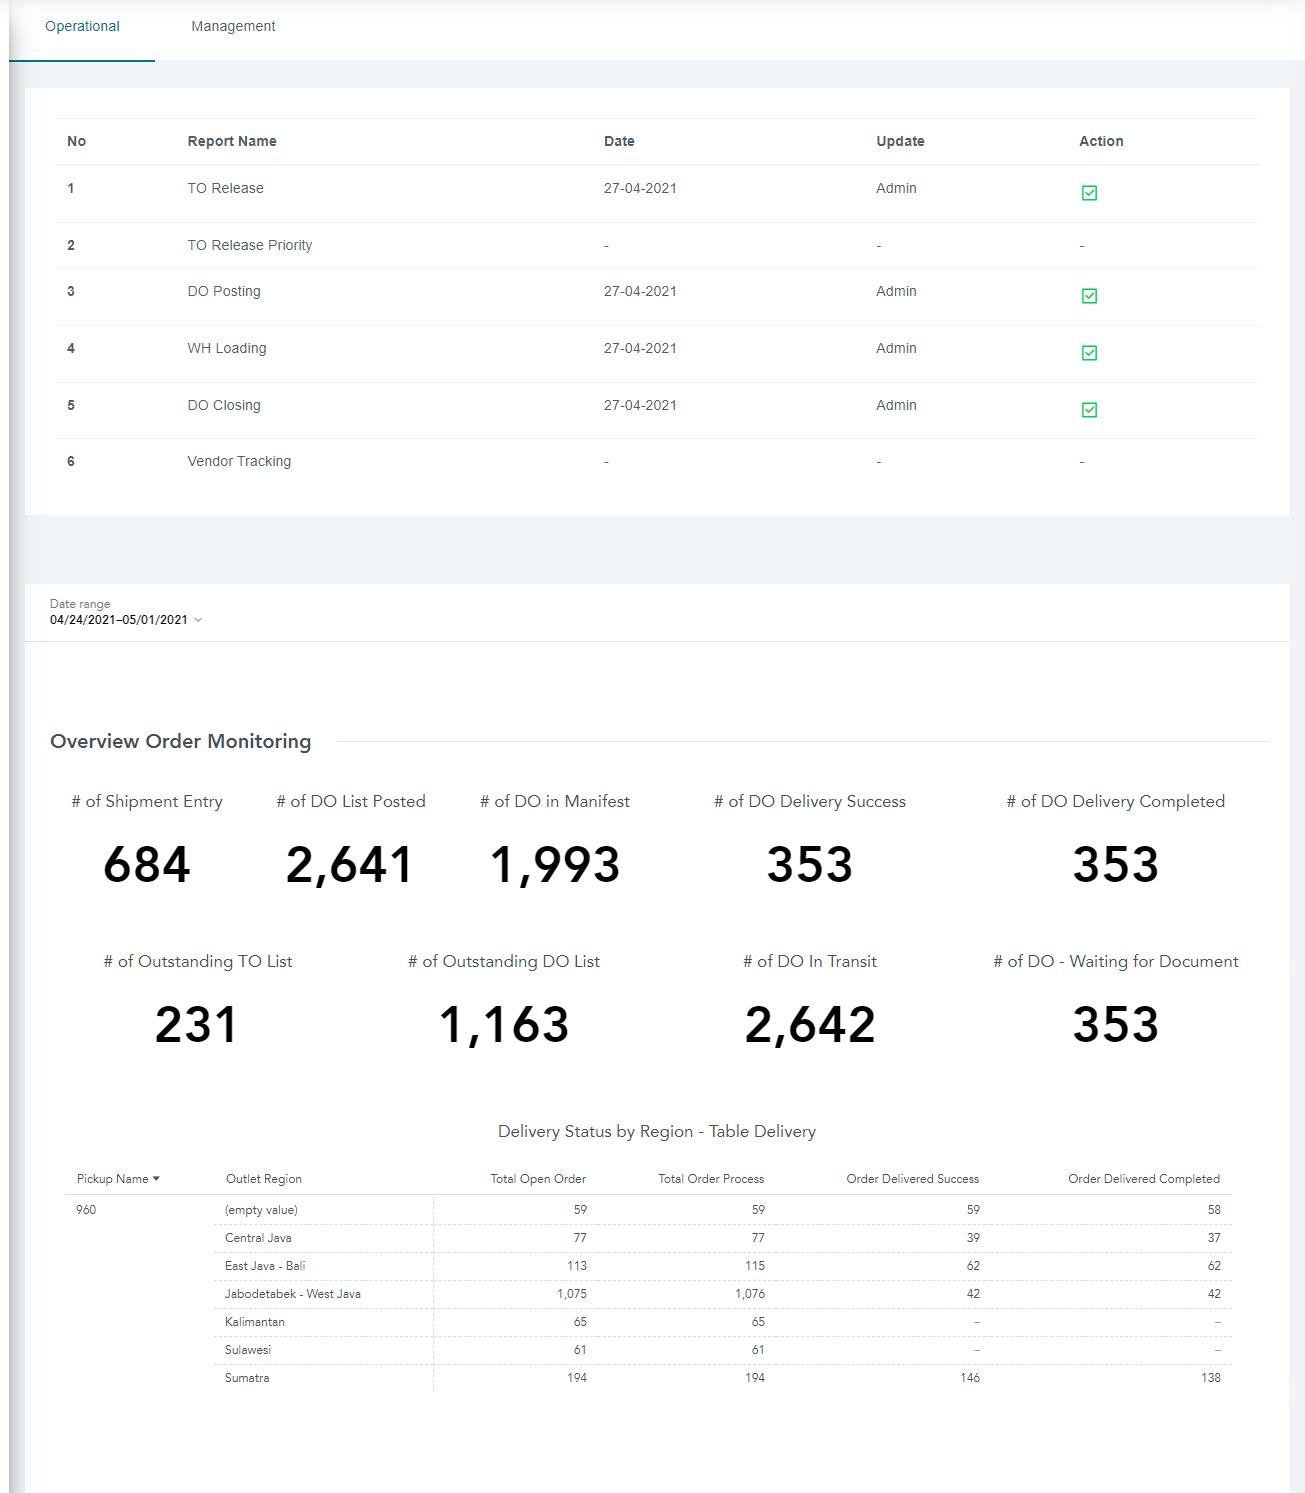 Operational Management
No Report Name Date Update Action
1 TO Release 27-04-2021 Admin
2 TO Release Priority - - -
3 DO Posting 27-04-2021 Admin
4 WH Loading 27-04-2021 Admin
5 DO Closing 27-04-2021 Admin
6 Vendor Tracking - - -
Date range
04/24/2021–05/01/2021
Overview Order Monitoring
# of Shipment Entry # of DO List Posted # of DO in Manifest # of DO Delivery Success # of DO Delivery Completed
684 2,641 1,993 353 353
# of Outstanding TO List # of Outstanding DO List # of DO In Transit # of DO - Waiting for Document
231 1,163 2,642 353
Delivery Status by Region - Table Delivery
Pickup Name Outlet Region Total Open Order Total Order Process Order Delivered Success Order Delivered Completed
960 (empty value) 59 59 59 58
Central Java 77 77 39 37
East Java - Bali 113 115 62 62
Jabodetabek - West Java 1,075 1,076 42 42
Kalimantan 65 65 – –
Sulawesi 61 61 – –
Sumatra 194 194 146 138